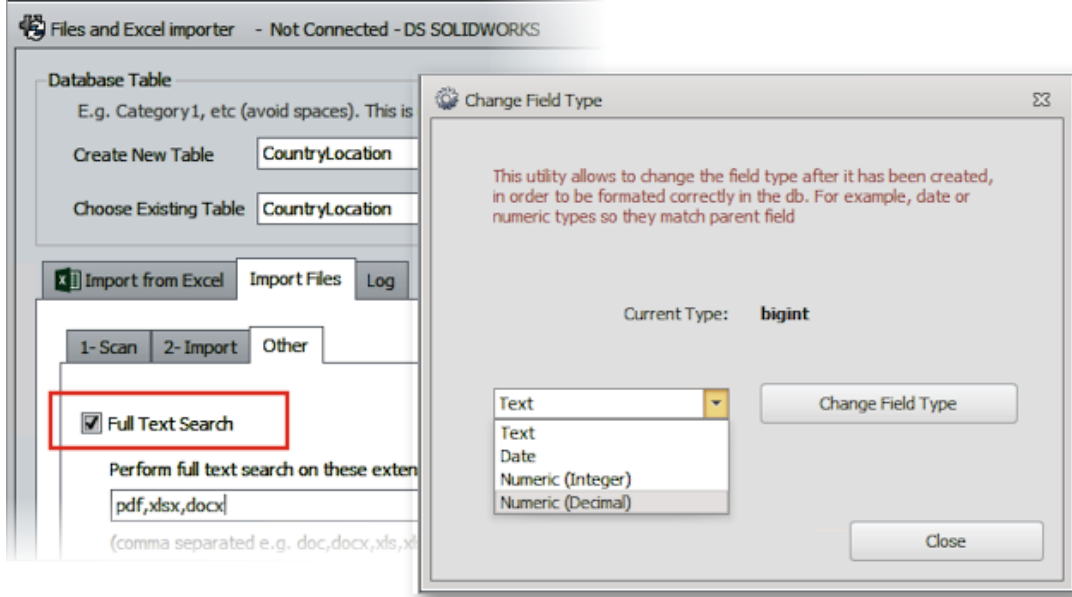 Files and Excel importer - Not Connected - DS SOLIDWORKS
Database Table
E.g. Category1, etc (avoid spaces). This is
Create New Table CountryLocation
Choose Existing Table CountryLocation
Import from Excel Import Files Log
1- Scan 2- Import Other
Full Text Search
Perform full text search on these exten
pdf,xlsx,docx
(comma separated e.g. doc,docx,xls,xl
Change Field Type
This utility allows to change the field type after it has been created,
in order to be formated correctly in the db. For example, date or
numeric types so they match parent field
Current Type: bigint
Text Change Field Type
Text
Date
Numeric (Integer)
Numeric (Decimal)
Close